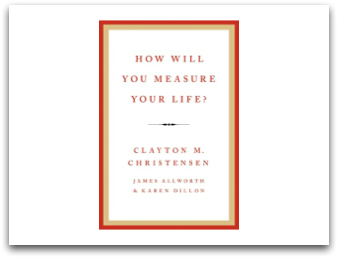 HOW WILL
YOU MEASURE
YOUR LIFE?
CLAYTON M.
CHRISTENSEN
JAMES ALLWORTH
& KAREN DILLON